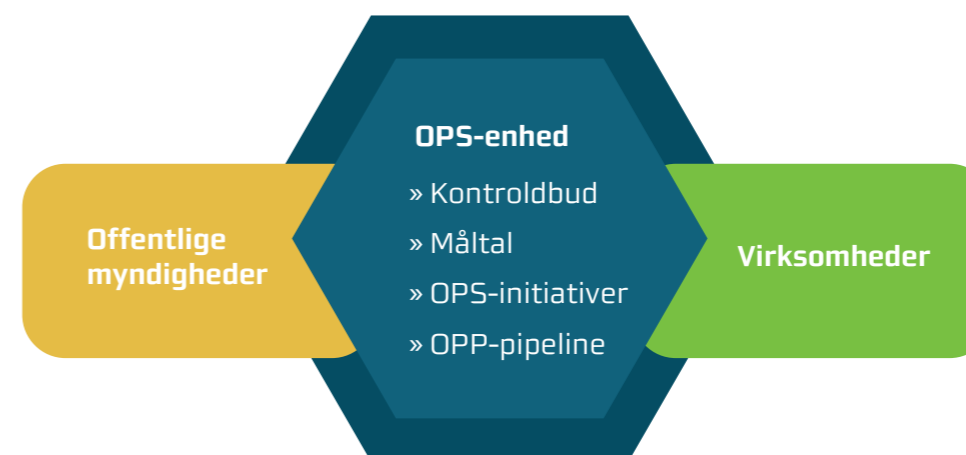 OPS-enhed
» Kontroldbud
» Måltal
» OPS-initiativer
» OPP-pipeline
Offentlige
myndigheder
Virksomheder